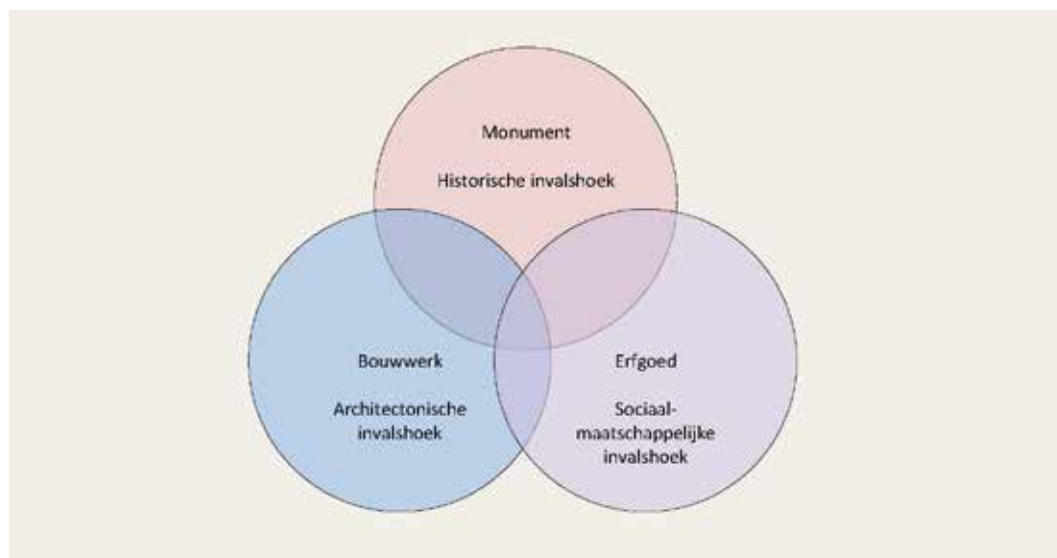 Monument
Historische invalshoek
Bouwwerk
Architectonische
invalshoek
Erfgoed
Sociaal-
maatschappelijke
invalshoek